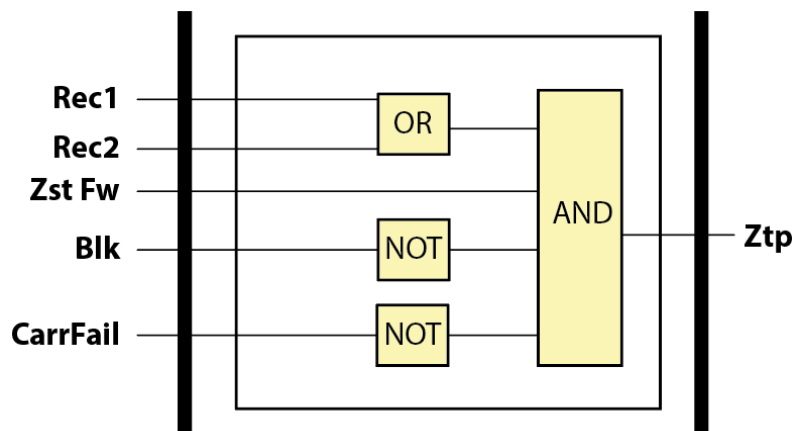 Rec1
OR
Rec2
Zst Fw
AND
Ztp
Blk
NOT
CarrFail
NOT